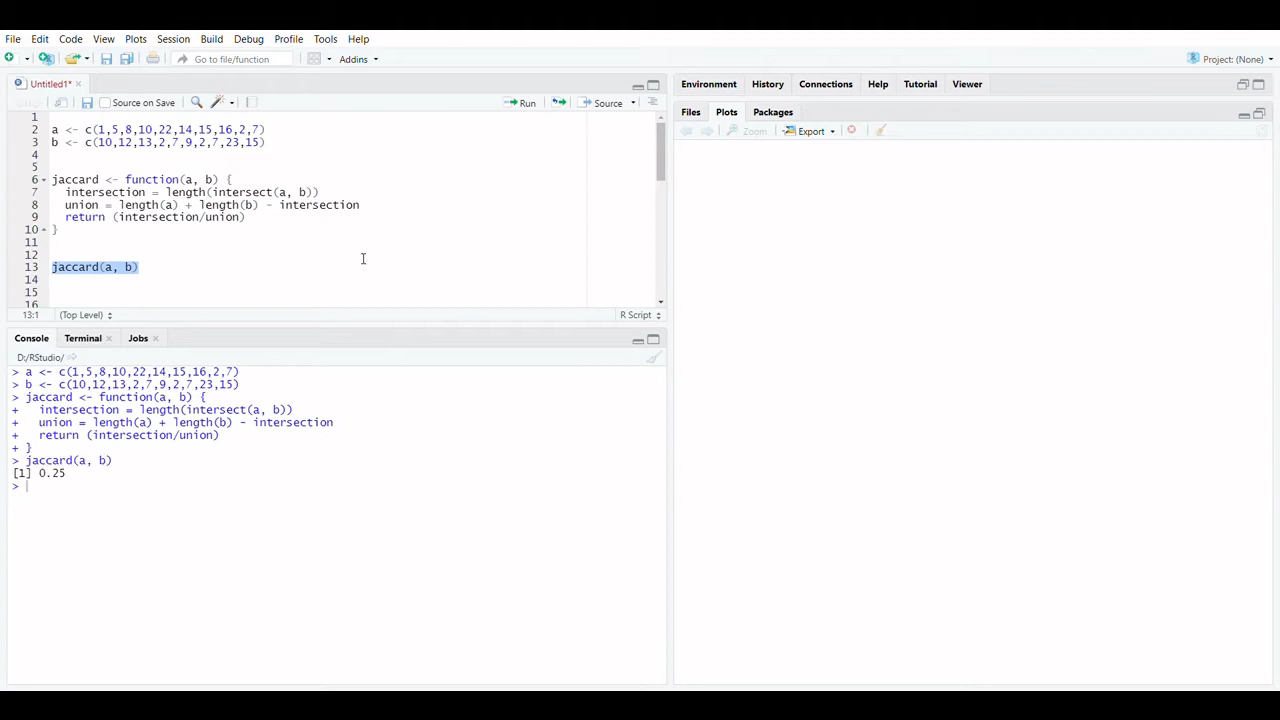 File Edit Code View Plots Session Build Debug Profile Tools Help
Go to file/function Addins Project: (None)
Untitled1*
Source on Save Run Source
1
2 a <- c(1,5,8,10,22,14,15,16,2,7)
3 b <- c(10,12,13,2,7,9,2,7,23,15)
4
5
6 jaccard <- function(a, b) {
7 intersection = length(intersect(a, b))
8 union = length(a) + length(b) - intersection
9 return (intersection/union)
10 }
11
12
13 jaccard(a, b)
14
15
16
13:1 (Top Level) R Script
Console Terminal Jobs
D:/RStudio/
> a <- c(1,5,8,10,22,14,15,16,2,7)
> b <- c(10,12,13,2,7,9,2,7,23,15)
> jaccard <- function(a, b) {
+ intersection = length(intersect(a, b))
+ union = length(a) + length(b) - intersection
+ return (intersection/union)
+ }
> jaccard(a, b)
[1] 0.25
>
Environment History Connections Help Tutorial Viewer
Files Plots Packages
Zoom Export